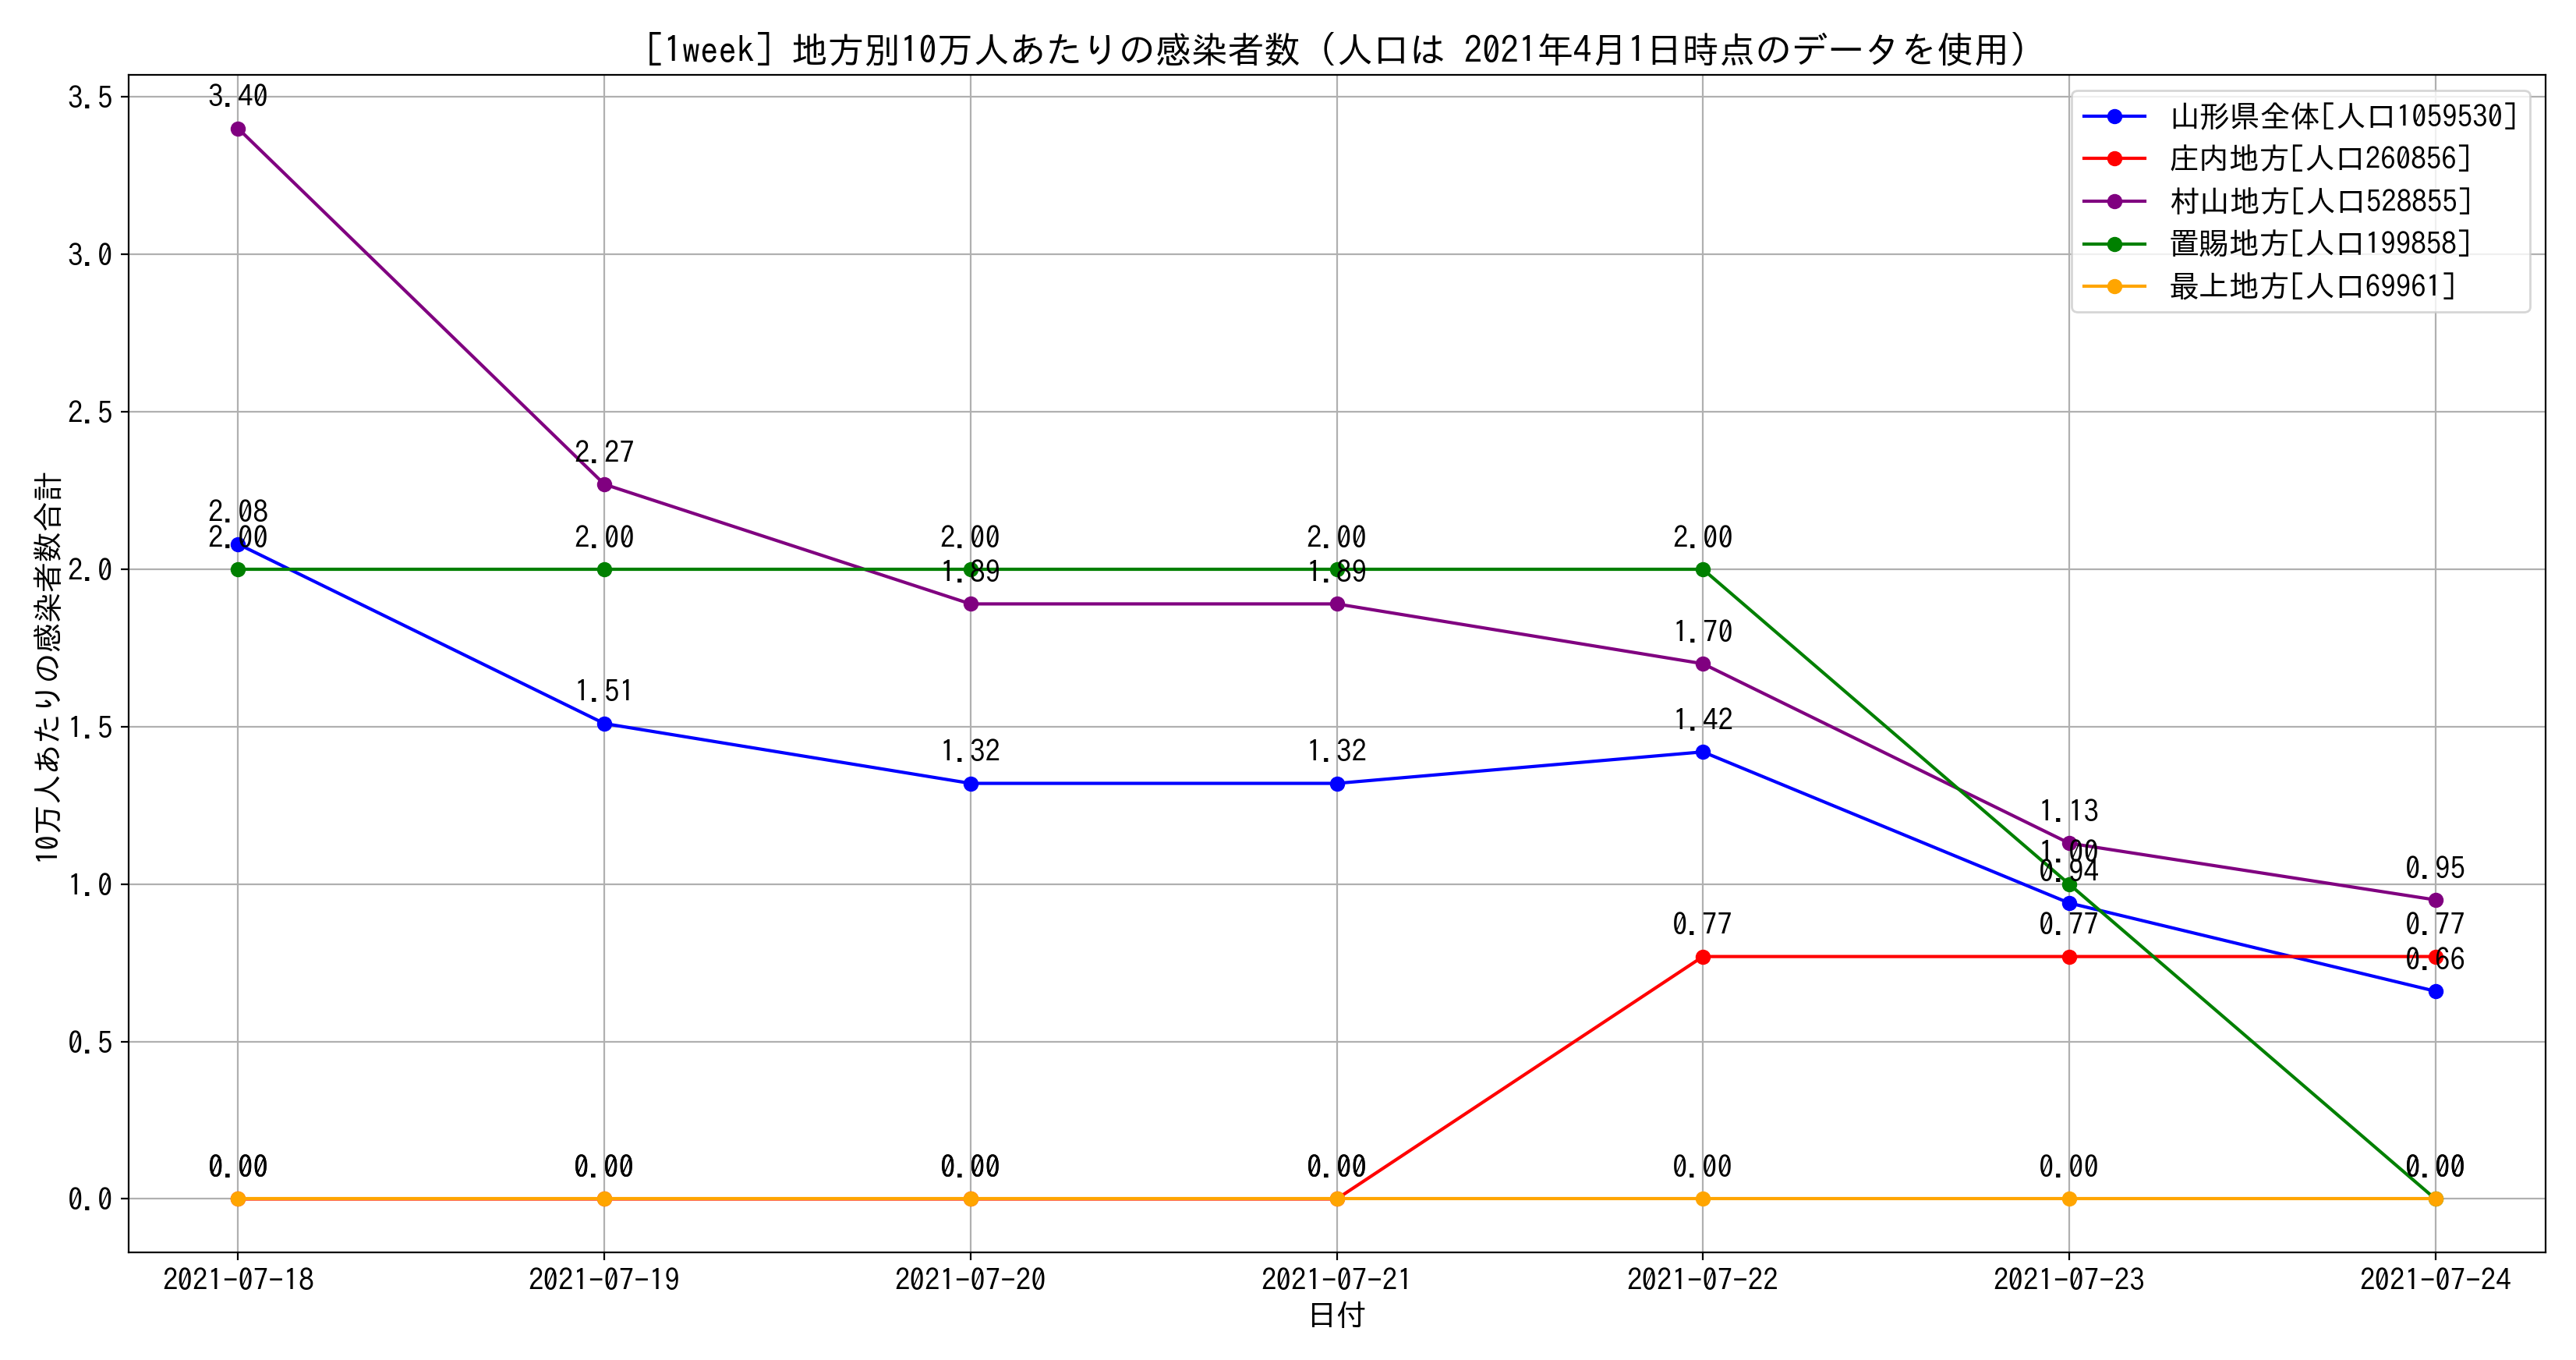 [1week] 地方別10万人あたりの感染者数 (人口は 2021年4月1日時点のデータを使用)
10万人あたりの感染者数合計
3.5
3.0
2.5
2.0
1.5
1.0
0.5
0.0
山形県全体[人口1059530]
庄内地方[人口260856]
村山地方[人口528855]
置賜地方[人口199858]
最上地方[人口69961]
3.40
2.27
2.08
2.00 2.00 2.00 2.00 2.00
1.89 1.89
1.70
1.51
1.42
1.32 1.32
1.13
1.00
0.94
0.95
0.77 0.77 0.77
0.66
0.00 0.00 0.00 0.00 0.00 0.00 0.00
2021-07-18 2021-07-19 2021-07-20 2021-07-21 2021-07-22 2021-07-23 2021-07-24
日付